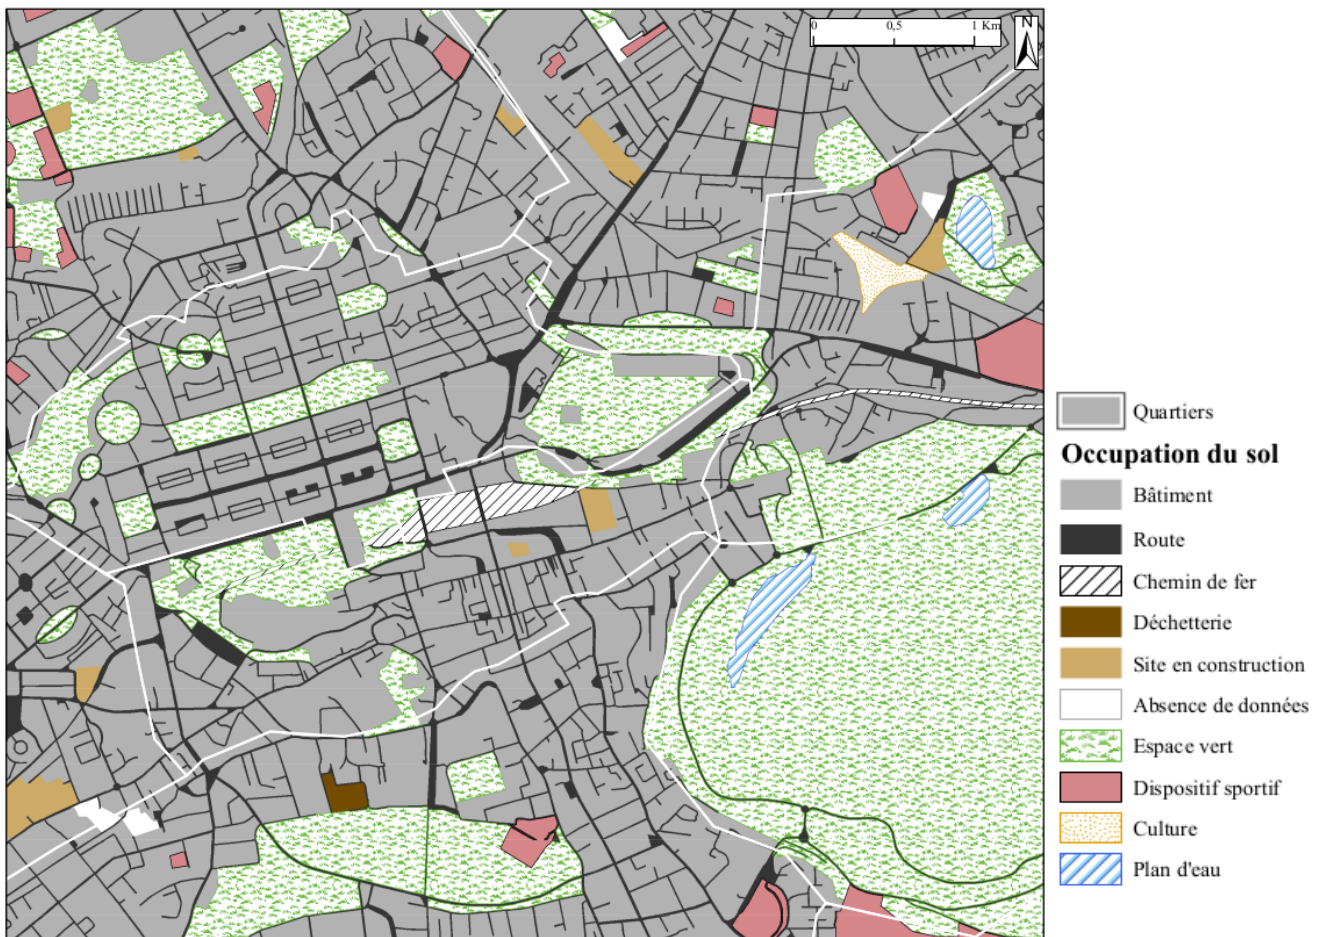 0 0,5 1 Km
N
Quartiers
Occupation du sol
Bâtiment
Route
Chemin de fer
Déchetterie
Site en construction
Absence de données
Espace vert
Dispositif sportif
Culture
Plan d'eau